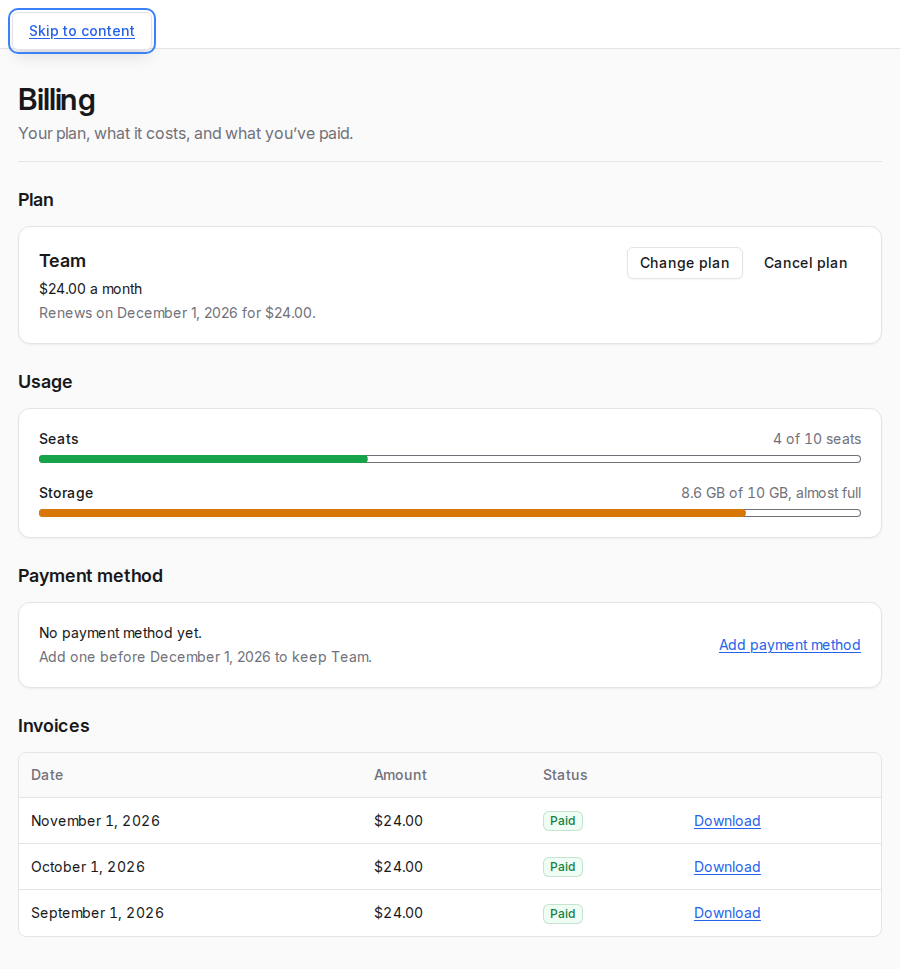 Skip to content
Billing
Your plan, what it costs, and what you’ve paid.
Plan
Team
Change plan
Cancel plan
$24.00 a month
Renews on December 1, 2026 for $24.00.
Usage
Seats
4 of 10 seats
Storage
8.6 GB of 10 GB, almost full
Payment method
No payment method yet.
Add one before December 1, 2026 to keep Team.
Add payment method
Invoices
Date Amount Status
November 1, 2026 $24.00 Paid Download
October 1, 2026 $24.00 Paid Download
September 1, 2026 $24.00 Paid Download